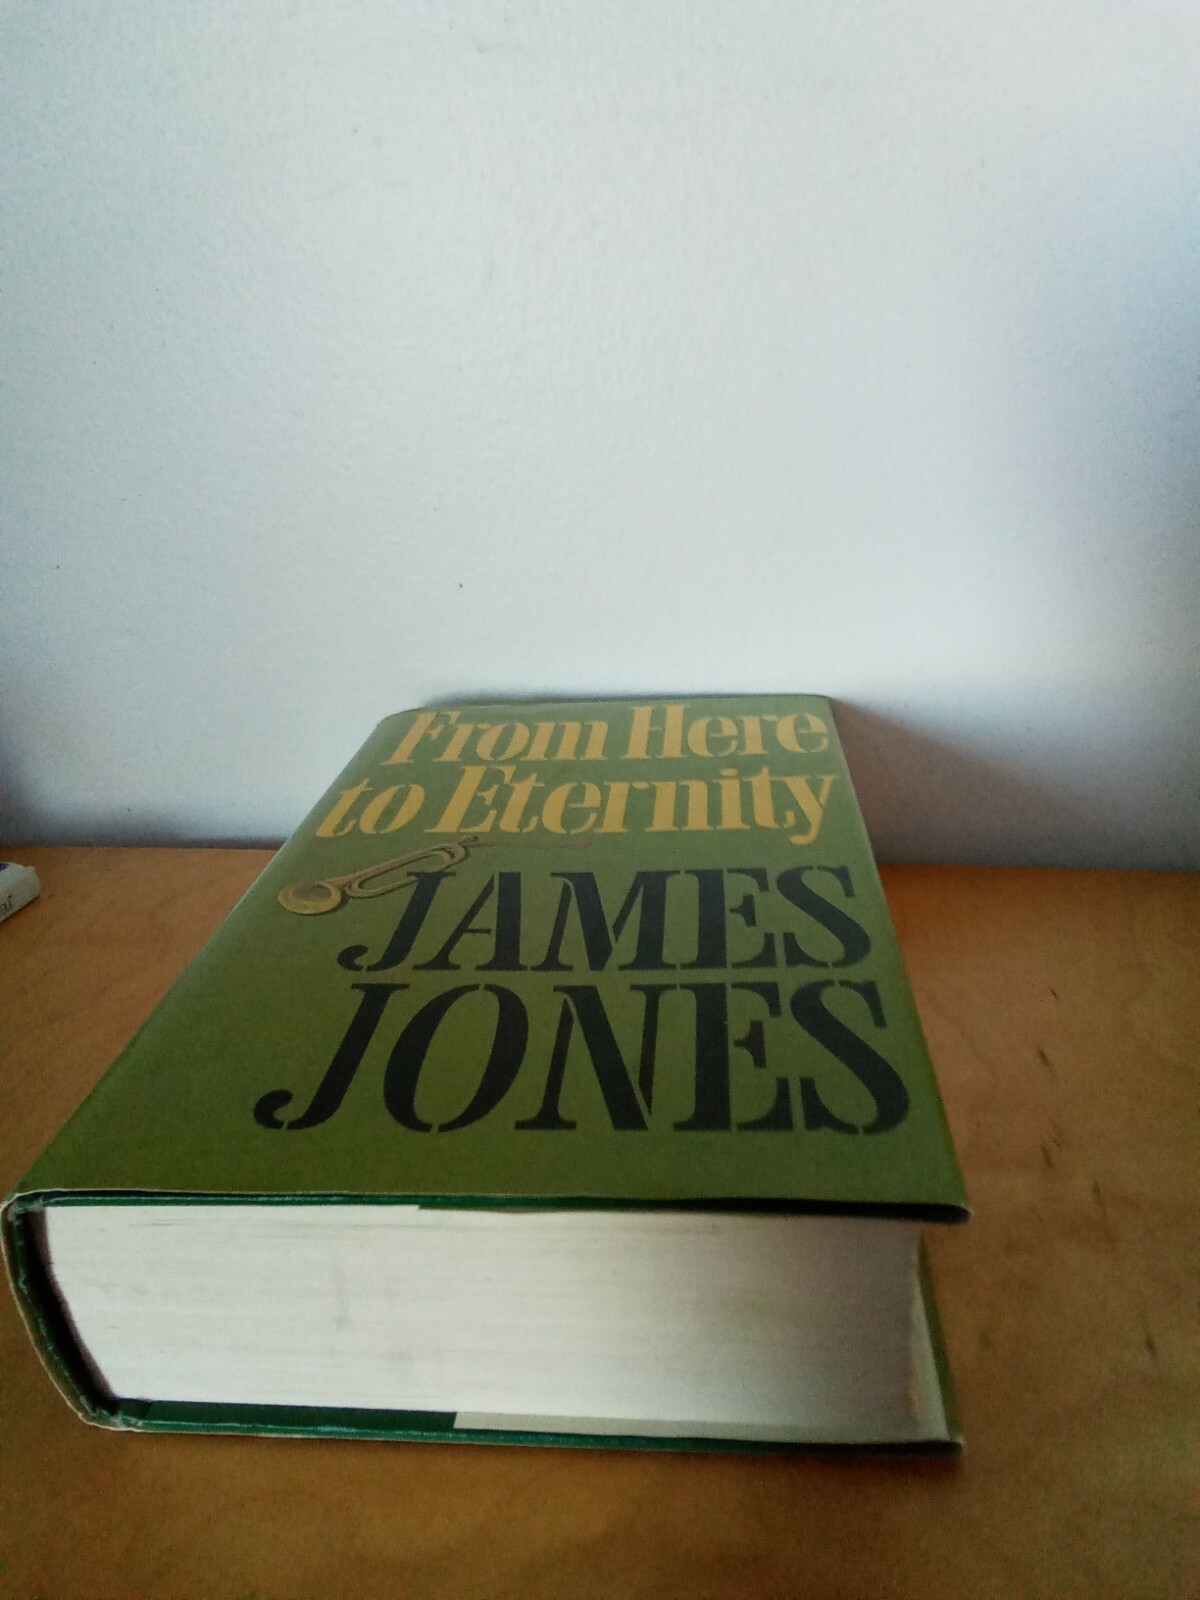 From Here
to Eternity
JAMES
JONES